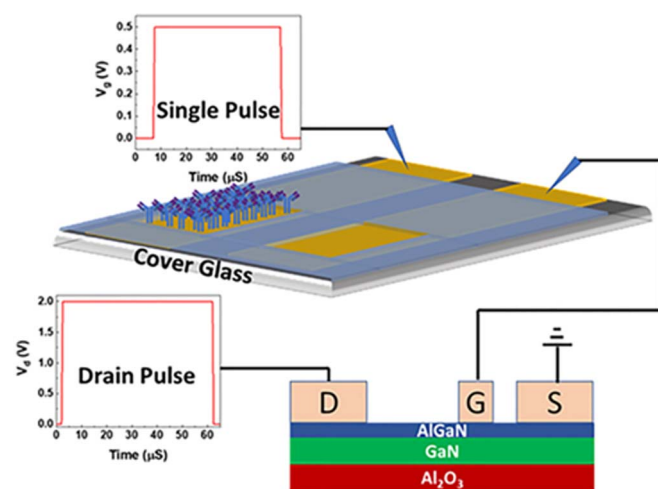 0.5
0.4
0.3
0.2
0.1
0.0
V_g (V)
Single Pulse
0 10 20 30 40 50 60
Time (μS)
Cover Glass
2.0
1.5
1.0
0.5
0.0
V_d (V)
Drain Pulse
0 10 20 30 40 50 60
Time (μS)
D G S
AlGaN
GaN
Al₂O₃